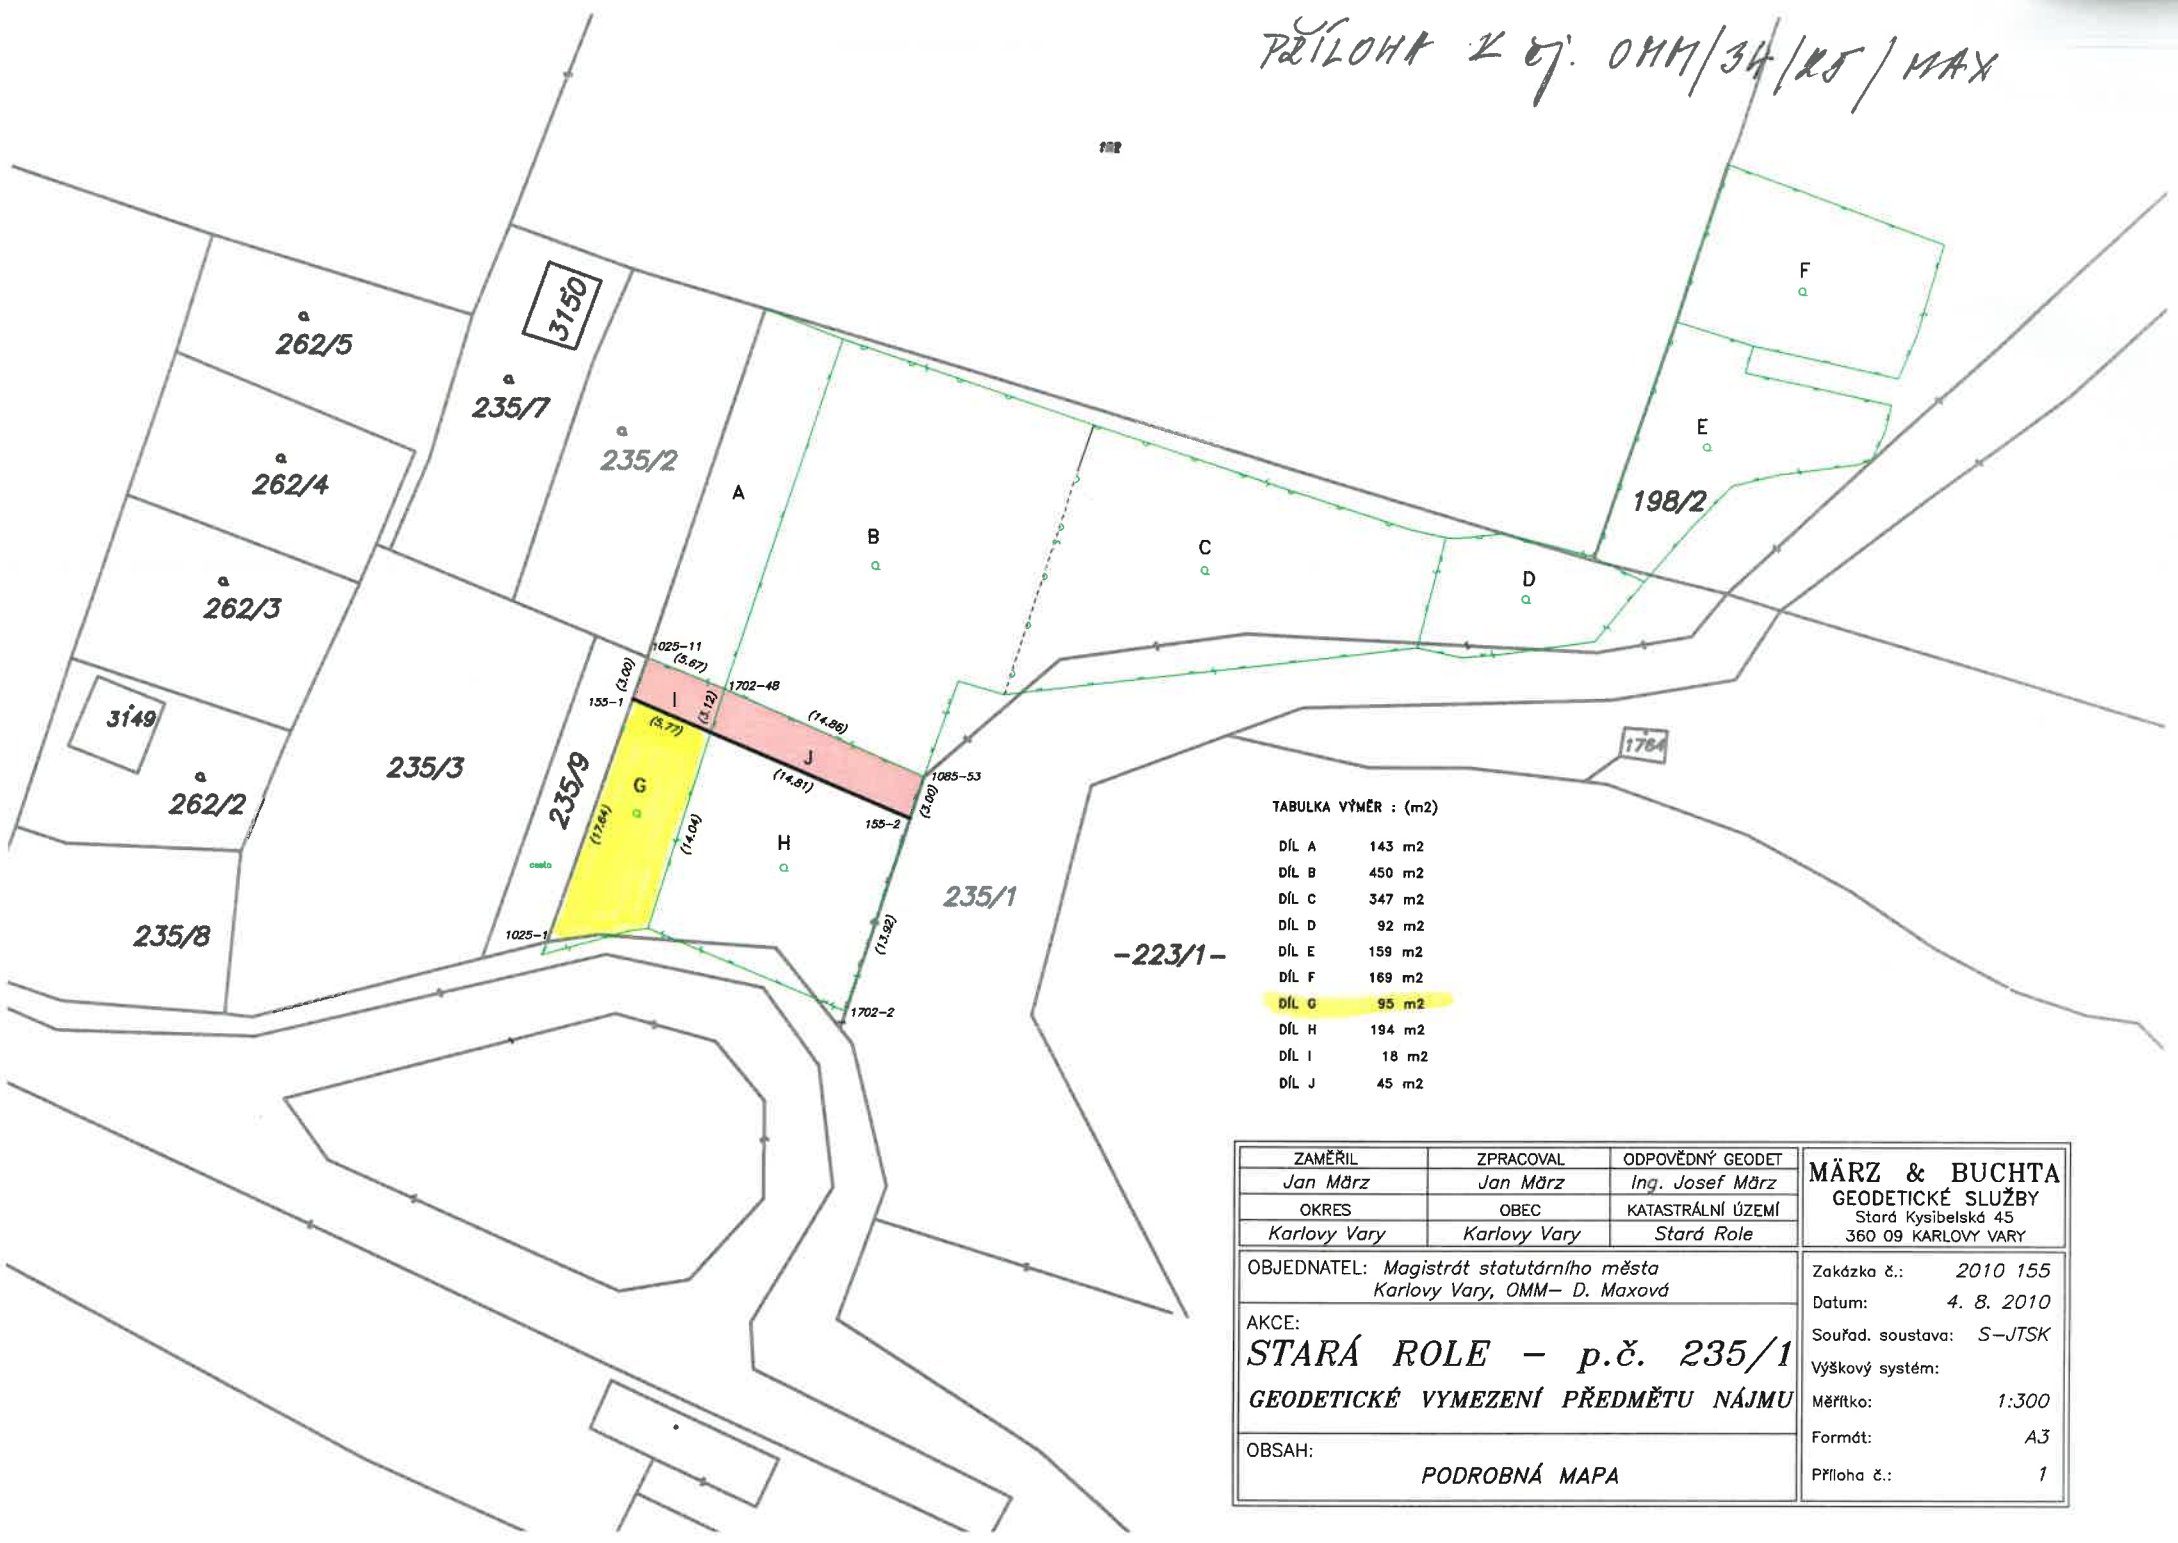 PŘÍLOHA K čj. OMM/34/25/MAX
262/5
3150
235/7
262/4
235/2
A
B
C
D
E
F
198/2
262/3
1025-11
(5.67)
(3.00)
1702-48
155-1
I
(3.12)
(5.77)
(14.86)
J
(14.81)
1085-53
(3.00)
155-2
3149
262/2
235/3
235/9
G
(17.64)
(14.04)
H
cesta
235/1
(13.92)
1025-1
235/8
1702-2
-223/1-
1764
TABULKA VÝMĚR : (m2)
DÍL A 143 m2
DÍL B 450 m2
DÍL C 347 m2
DÍL D 92 m2
DÍL E 159 m2
DÍL F 169 m2
DÍL G 95 m2
DÍL H 194 m2
DÍL I 18 m2
DÍL J 45 m2
ZAMĚŘIL ZPRACOVAL ODPOVĚDNÝ GEODET
Jan März Jan März Ing. Josef März
OKRES OBEC KATASTRÁLNÍ ÚZEMÍ
Karlovy Vary Karlovy Vary Stará Role
MÄRZ & BUCHTA
GEODETICKÉ SLUŽBY
Stará Kysibelská 45
360 09 KARLOVY VARY
OBJEDNATEL: Magistrát statutárního města
Karlovy Vary, OMM- D. Maxová
AKCE:
STARÁ ROLE - p.č. 235/1
GEODETICKÉ VYMEZENÍ PŘEDMĚTU NÁJMU
OBSAH:
PODROBNÁ MAPA
Zakázka č.: 2010 155
Datum: 4. 8. 2010
Souřad. soustava: S-JTSK
Výškový systém:
Měřítko: 1:300
Formát: A3
Příloha č.: 1